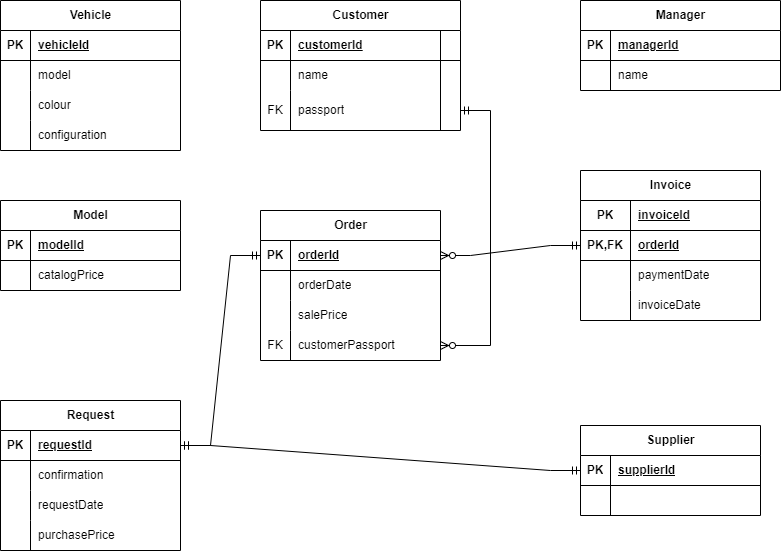 Vehicle
PK vehicleId
model
colour
configuration
Customer
PK customerId
name
FK passport
Manager
PK managerId
name
Model
PK modelId
catalogPrice
Order
PK orderId
orderDate
salePrice
FK customerPassport
Invoice
PK invoiceId
PK,FK orderId
paymentDate
invoiceDate
Request
PK requestId
confirmation
requestDate
purchasePrice
Supplier
PK supplierId